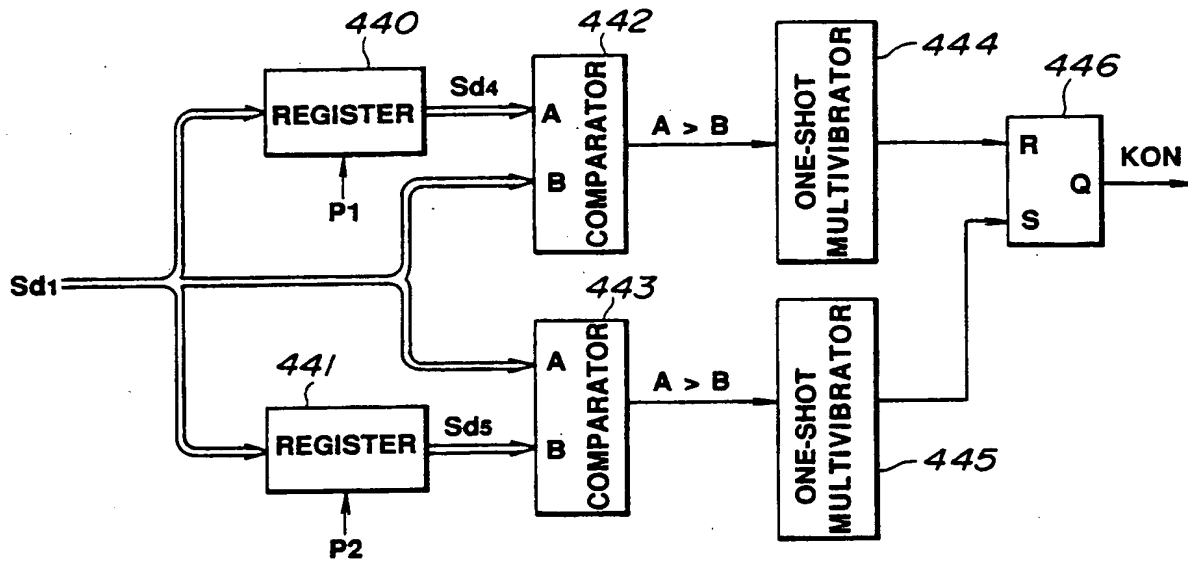 440
REGISTER
P1
Sd4
442
A
B
COMPARATOR
A > B
444
ONE-SHOT
MULTIVIBRATOR
446
R
S
Q
KON
Sd1
441
REGISTER
P2
Sd5
443
A
B
COMPARATOR
A > B
ONE-SHOT
MULTIVIBRATOR
445